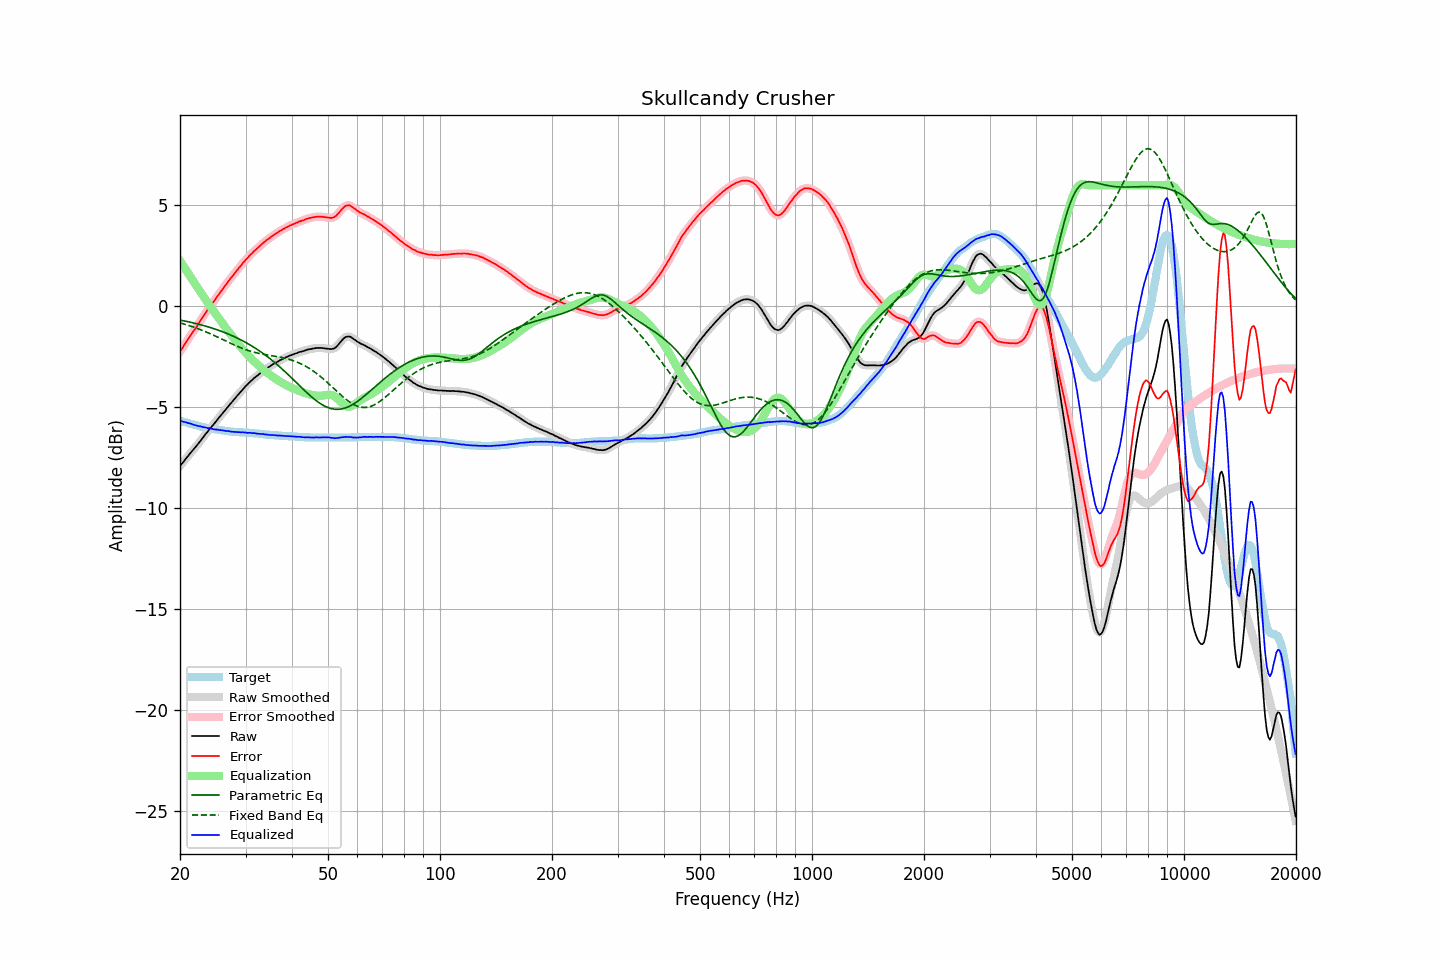 Skullcandy Crusher
Amplitude (dBr)
5
0
−5
−10
−15
−20
−25
Target
Raw Smoothed
Error Smoothed
Raw
Error
Equalization
Parametric Eq
Fixed Band Eq
Equalized
20 50 100 200 500 1000 2000 5000 10000 20000
Frequency (Hz)